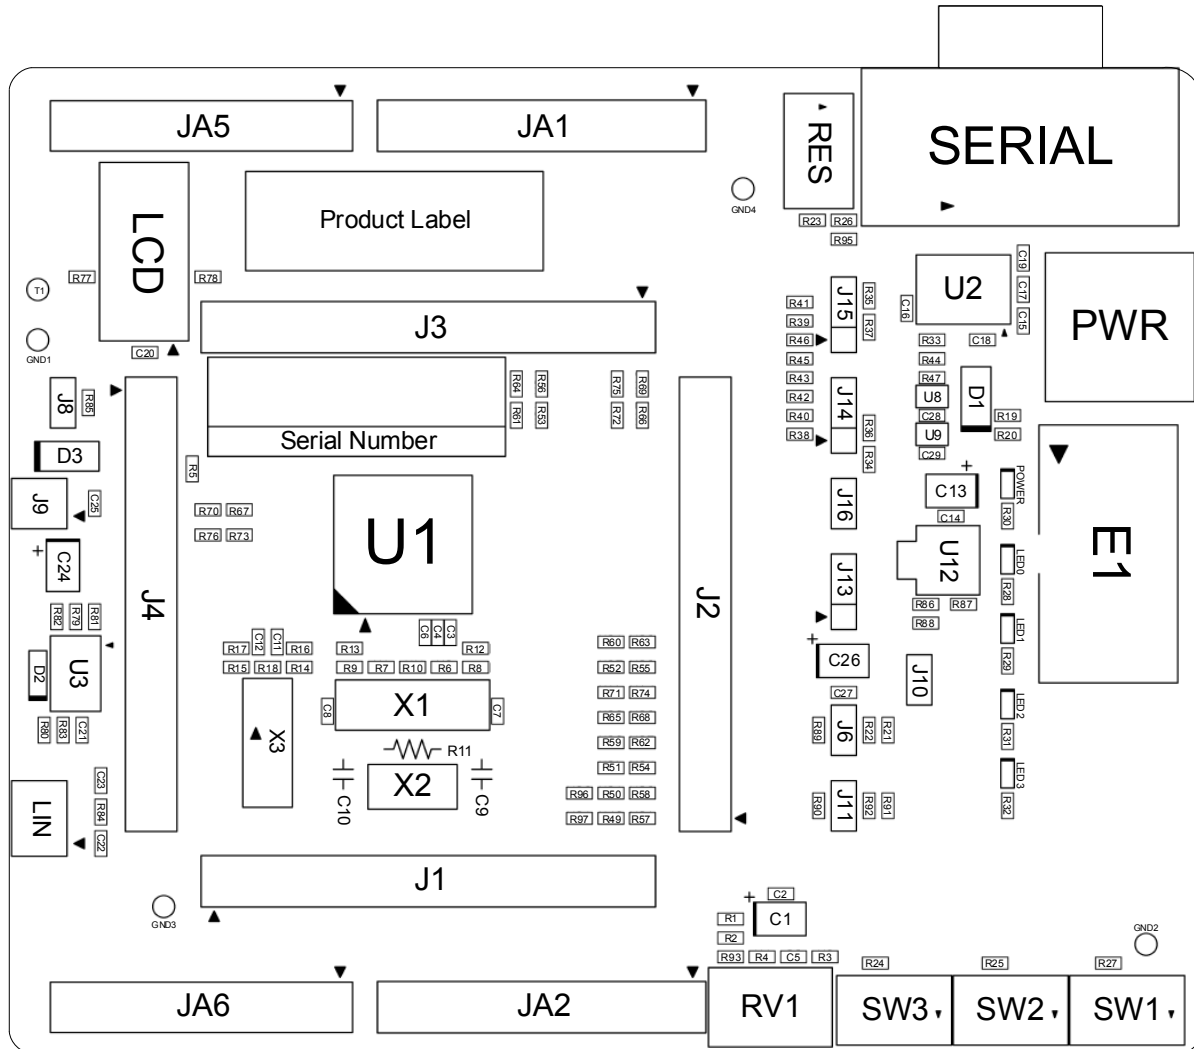 JA5
JA1
RES
SERIAL
LCD
Product Label
GND4
R23
R26
R95
R77
R78
T1
GND1
C20
J3
J15
R35
R37
R41
R39
R46
R45
R43
R42
R40
R38
J14
R36
R34
U2
C16
C19
C17
C15
R33
C18
R44
R47
U8
C28
U9
C29
D1
R19
R20
PWR
J8
R85
D3
J9
C25
+
C24
R82
R79
R81
U3
D2
R80
R83
C21
LIN
C23
R84
C22
J4
R5
Serial Number
R64
R56
R61
R53
R75
R69
R72
R66
R70
R67
R76
R73
U1
J2
J16
J13
+
C13
C14
U12
R86
R87
R88
POWER
R30
LED0
R28
LED1
R29
LED2
R31
LED3
R32
E1
C6
C4
C3
R17
C12
C11
R16
R13
R12
R15
R18
R14
R9
R7
R10
R6
R8
X3
C8
X1
C7
R11
X2
C10
C9
R60
R63
R52
R55
R71
R74
R65
R68
R59
R62
R51
R54
R96
R50
R58
R97
R49
R57
+
C26
C27
J10
R89
J6
R22
R21
R90
J11
R92
R91
J1
GND3
+
C2
C1
R1
R2
R93
R4
C5
R3
GND2
R24
R25
R27
JA6
JA2
RV1
SW3
SW2
SW1